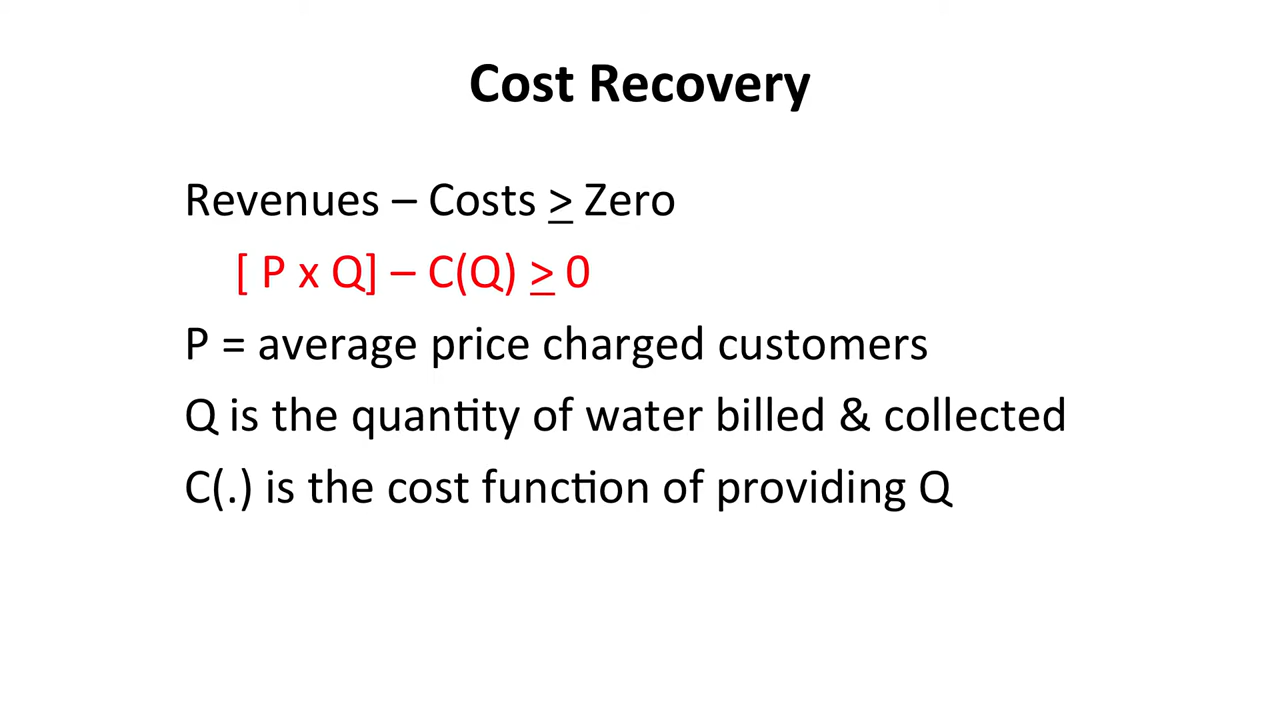 Cost Recovery
Revenues – Costs ≥ Zero
[ P x Q] – C(Q) ≥ 0
P = average price charged customers
Q is the quantity of water billed & collected
C(.) is the cost function of providing Q